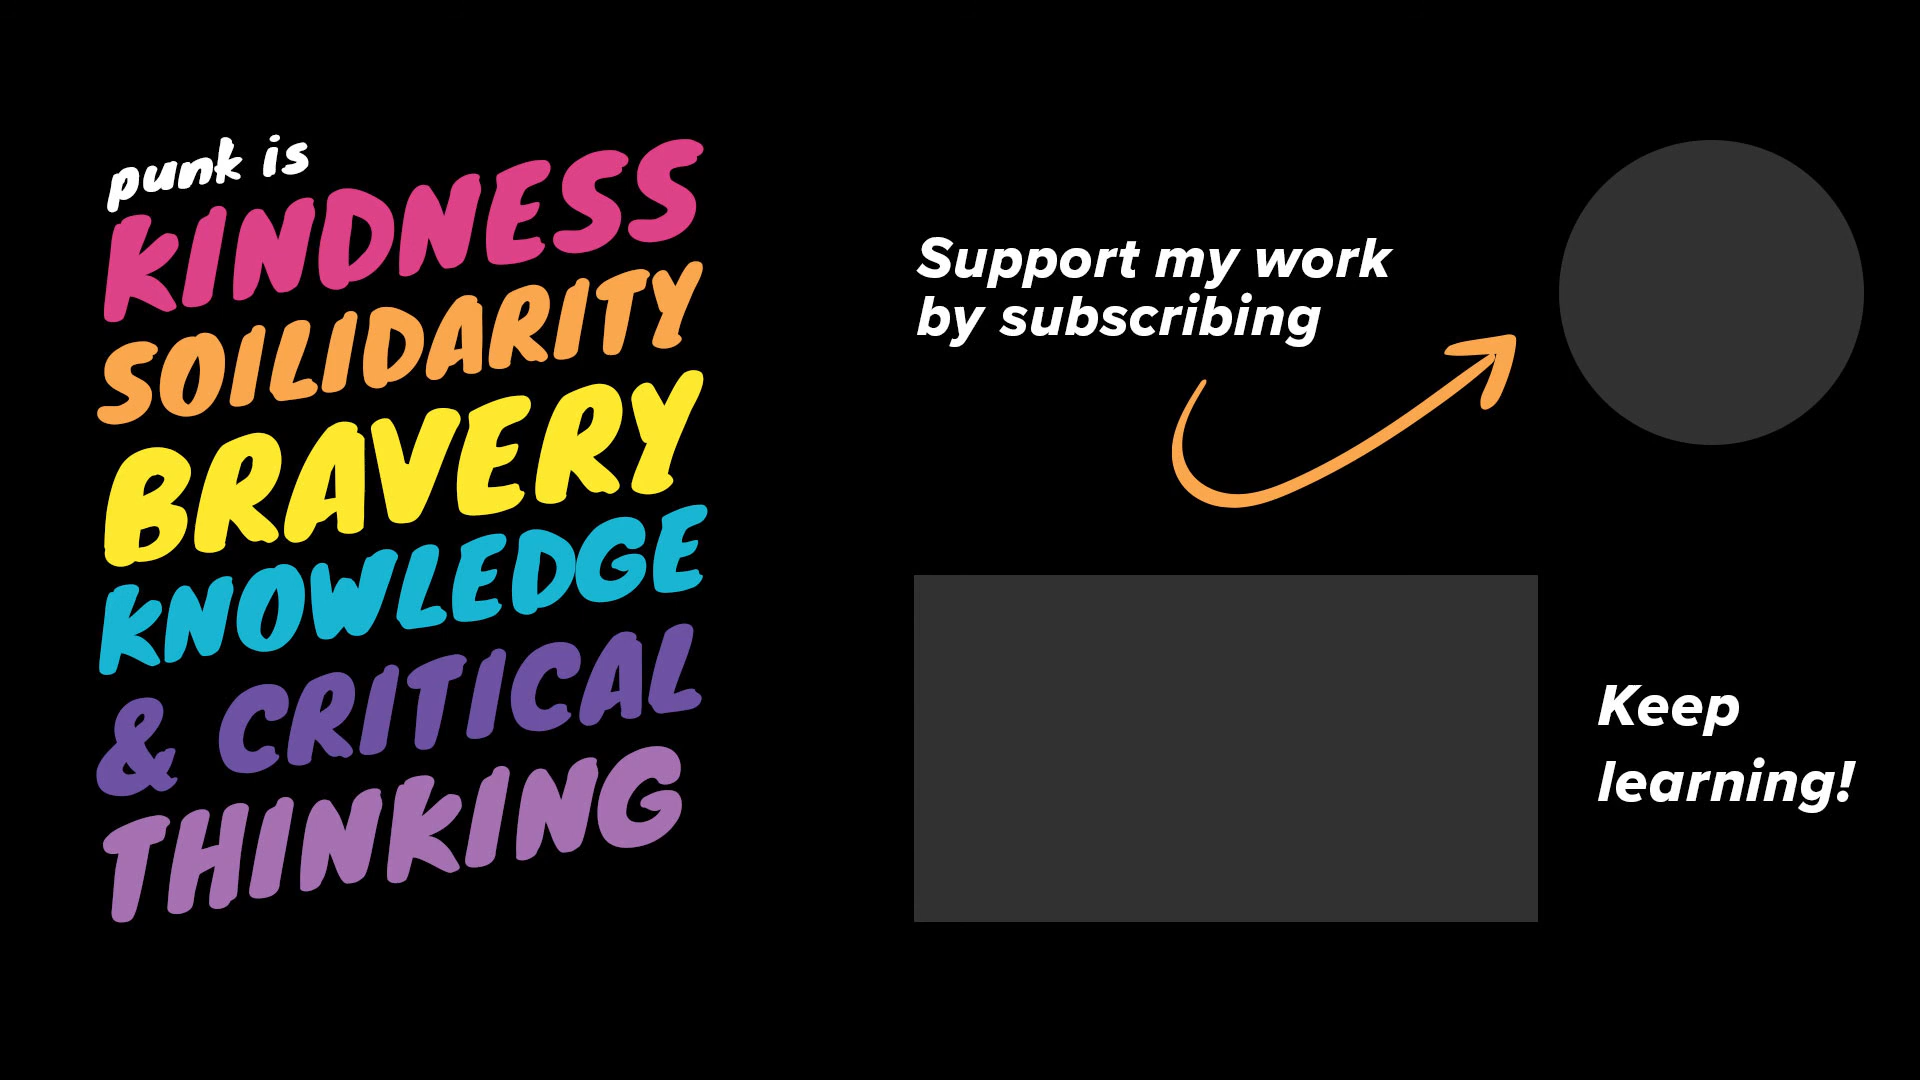 punk is
KINDNESS
SOILIDARITY
BRAVERY
KNOWLEDGE
& CRITICAL
THINKING
Support my work
by subscribing
Keep
learning!